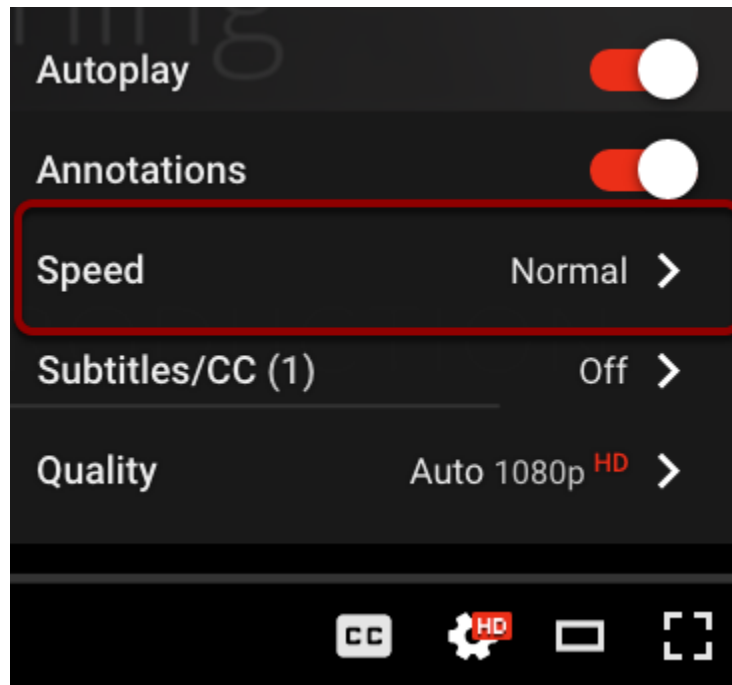 Autoplay
Annotations
Speed Normal
Subtitles/CC (1) Off
Quality Auto 1080p HD
CC HD